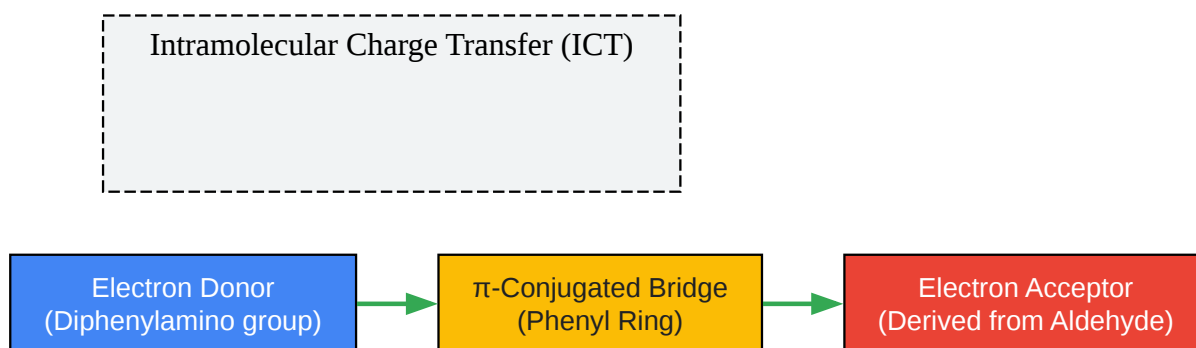 Intramolecular Charge Transfer (ICT)
Electron Donor
(Diphenylamino group)
π-Conjugated Bridge
(Phenyl Ring)
Electron Acceptor
(Derived from Aldehyde)